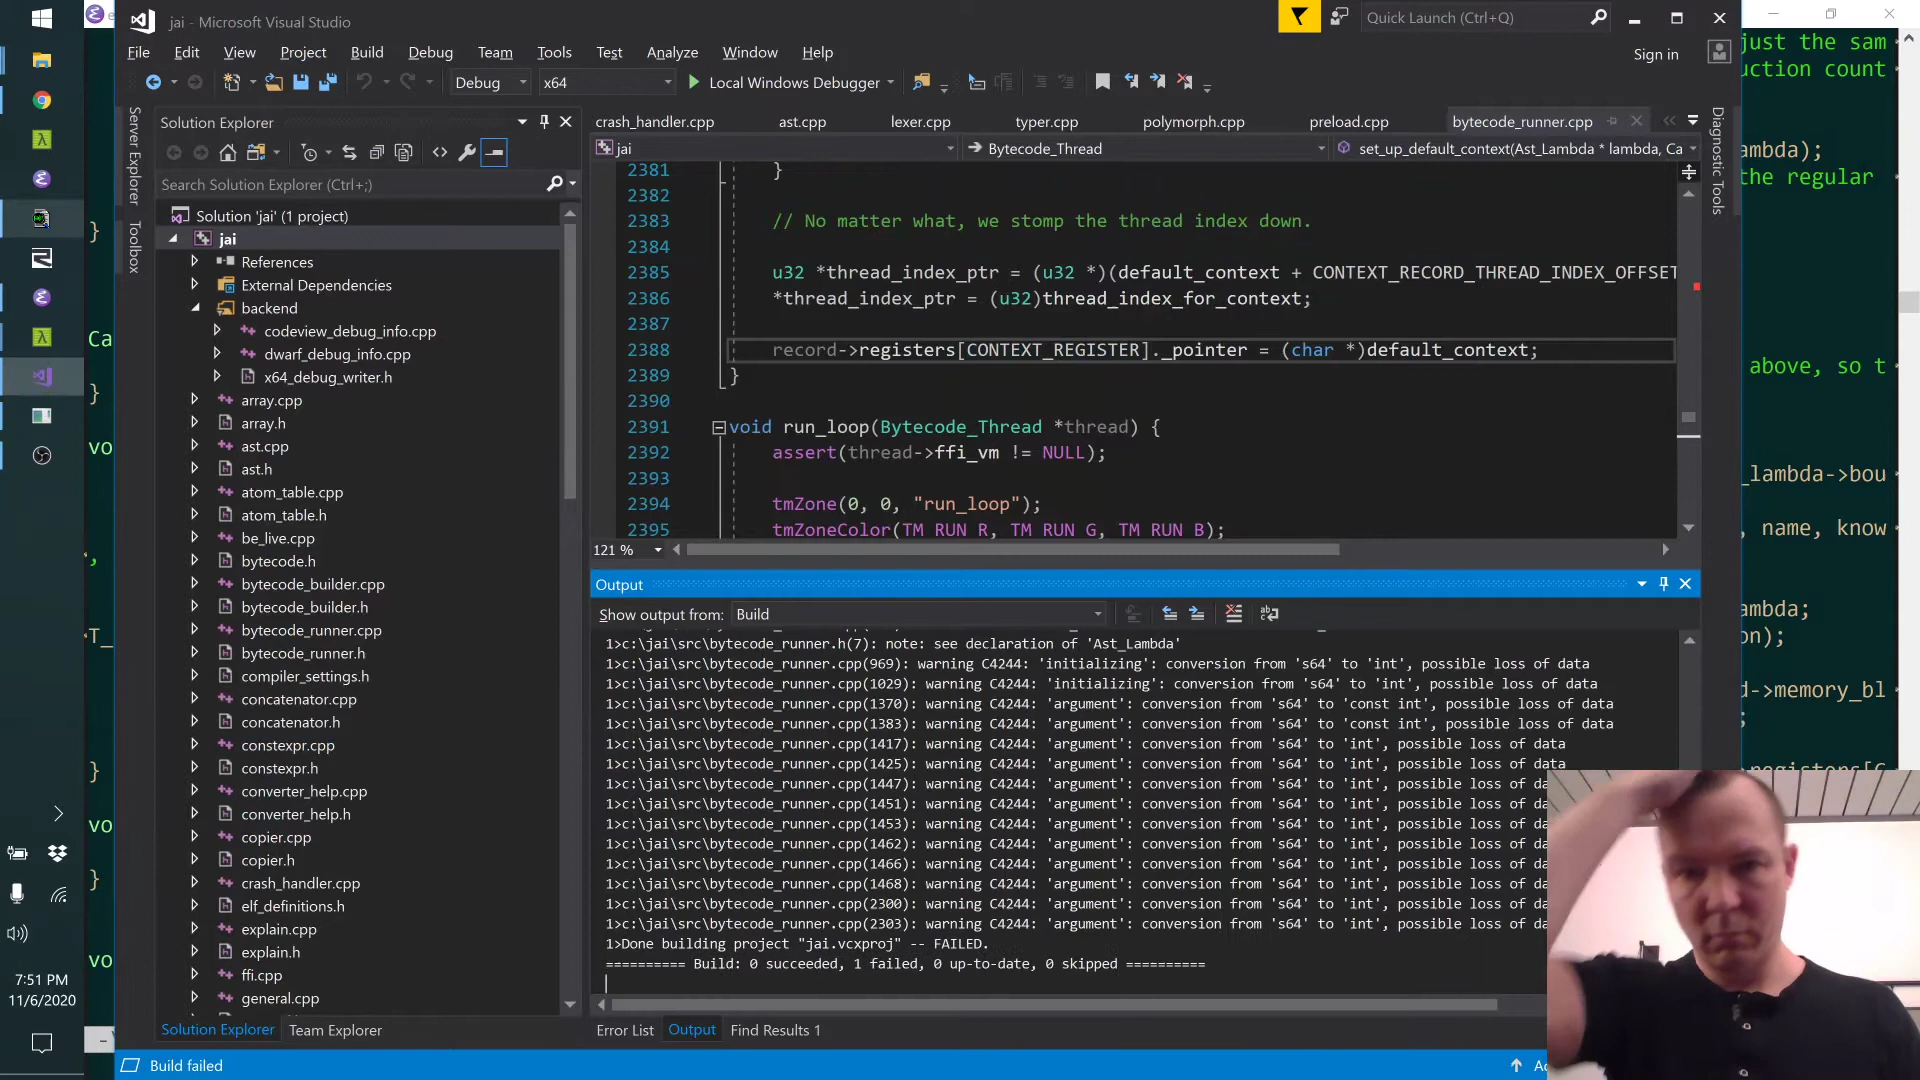 jai - Microsoft Visual Studio
Quick Launch (Ctrl+Q)
File Edit View Project Build Debug Team Tools Test Analyze Window Help
Sign in
Debug x64 Local Windows Debugger
Server Explorer
Toolbox
Diagnostic Tools
Solution Explorer
Search Solution Explorer (Ctrl+;)
Solution 'jai' (1 project)
jai
References
External Dependencies
backend
codeview_debug_info.cpp
dwarf_debug_info.cpp
x64_debug_writer.h
array.cpp
array.h
ast.cpp
ast.h
atom_table.cpp
atom_table.h
be_live.cpp
bytecode.h
bytecode_builder.cpp
bytecode_builder.h
bytecode_runner.cpp
bytecode_runner.h
compiler_settings.h
concatenator.cpp
concatenator.h
constexpr.cpp
constexpr.h
converter_help.cpp
converter_help.h
copier.cpp
copier.h
crash_handler.cpp
elf_definitions.h
explain.cpp
explain.h
ffi.cpp
general.cpp
Solution Explorer Team Explorer
crash_handler.cpp ast.cpp lexer.cpp typer.cpp polymorph.cpp preload.cpp bytecode_runner.cpp
jai Bytecode_Thread set_up_default_context(Ast_Lambda * lambda, Ca
2381 }
2382
2383 // No matter what, we stomp the thread index down.
2384
2385 u32 *thread_index_ptr = (u32 *)(default_context + CONTEXT_RECORD_THREAD_INDEX_OFFSET
2386 *thread_index_ptr = (u32)thread_index_for_context;
2387
2388 record->registers[CONTEXT_REGISTER]._pointer = (char *)default_context;
2389 }
2390
2391 void run_loop(Bytecode_Thread *thread) {
2392 assert(thread->ffi_vm != NULL);
2393
2394 tmZone(0, 0, "run_loop");
2395 tmZoneColor(TM_RUN_R, TM_RUN_G, TM_RUN_B);
121 %
Output
Show output from: Build
1>c:\jai\src\bytecode_runner.h(7): note: see declaration of 'Ast_Lambda'
1>c:\jai\src\bytecode_runner.cpp(969): warning C4244: 'initializing': conversion from 's64' to 'int', possible loss of data
1>c:\jai\src\bytecode_runner.cpp(1029): warning C4244: 'initializing': conversion from 's64' to 'int', possible loss of data
1>c:\jai\src\bytecode_runner.cpp(1370): warning C4244: 'argument': conversion from 's64' to 'const int', possible loss of data
1>c:\jai\src\bytecode_runner.cpp(1383): warning C4244: 'argument': conversion from 's64' to 'const int', possible loss of data
1>c:\jai\src\bytecode_runner.cpp(1417): warning C4244: 'argument': conversion from 's64' to 'int', possible loss of data
1>c:\jai\src\bytecode_runner.cpp(1425): warning C4244: 'argument': conversion from 's64' to 'int', possible loss of data
1>c:\jai\src\bytecode_runner.cpp(1447): warning C4244: 'argument': conversion from 's64' to 'int', possible loss of da
1>c:\jai\src\bytecode_runner.cpp(1451): warning C4244: 'argument': conversion from 's64' to 'int', possible loss of da
1>c:\jai\src\bytecode_runner.cpp(1453): warning C4244: 'argument': conversion from 's64' to 'int', possible loss of da
1>c:\jai\src\bytecode_runner.cpp(1462): warning C4244: 'argument': conversion from 's64' to 'int', possible loss of da
1>c:\jai\src\bytecode_runner.cpp(1466): warning C4244: 'argument': conversion from 's64' to 'int', possible loss of da
1>c:\jai\src\bytecode_runner.cpp(1468): warning C4244: 'argument': conversion from 's64' to 'int', possible loss of da
1>c:\jai\src\bytecode_runner.cpp(2300): warning C4244: 'argument': conversion from 's64' to 'int', possible loss of da
1>c:\jai\src\bytecode_runner.cpp(2303): warning C4244: 'argument': conversion from 's64' to 'int', possible loss of da
1>Done building project "jai.vcxproj" -- FAILED.
========== Build: 0 succeeded, 1 failed, 0 up-to-date, 0 skipped ==========
Error List Output Find Results 1
Build failed
7:51 PM
11/6/2020
}
Ca
}
vo
,
T_
}
vo
}
vo
just the sam
uction count
ambda);
the regular
above, so t
_lambda->bou
, name, know
ambda;
on);
d->memory_bl
;